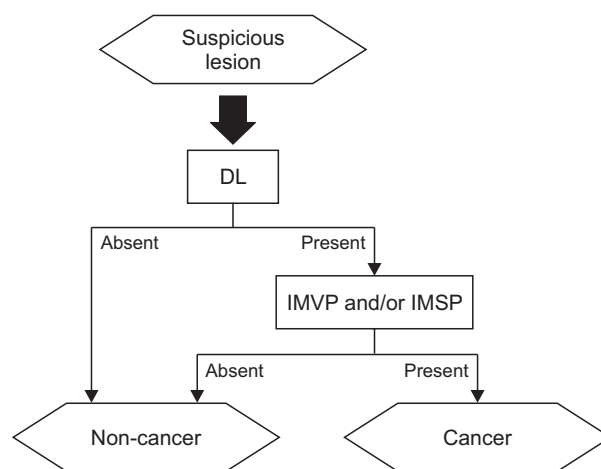 Suspicious
lesion
DL
Absent
Present
IMVP and/or IMSP
Absent
Present
Non-cancer
Cancer